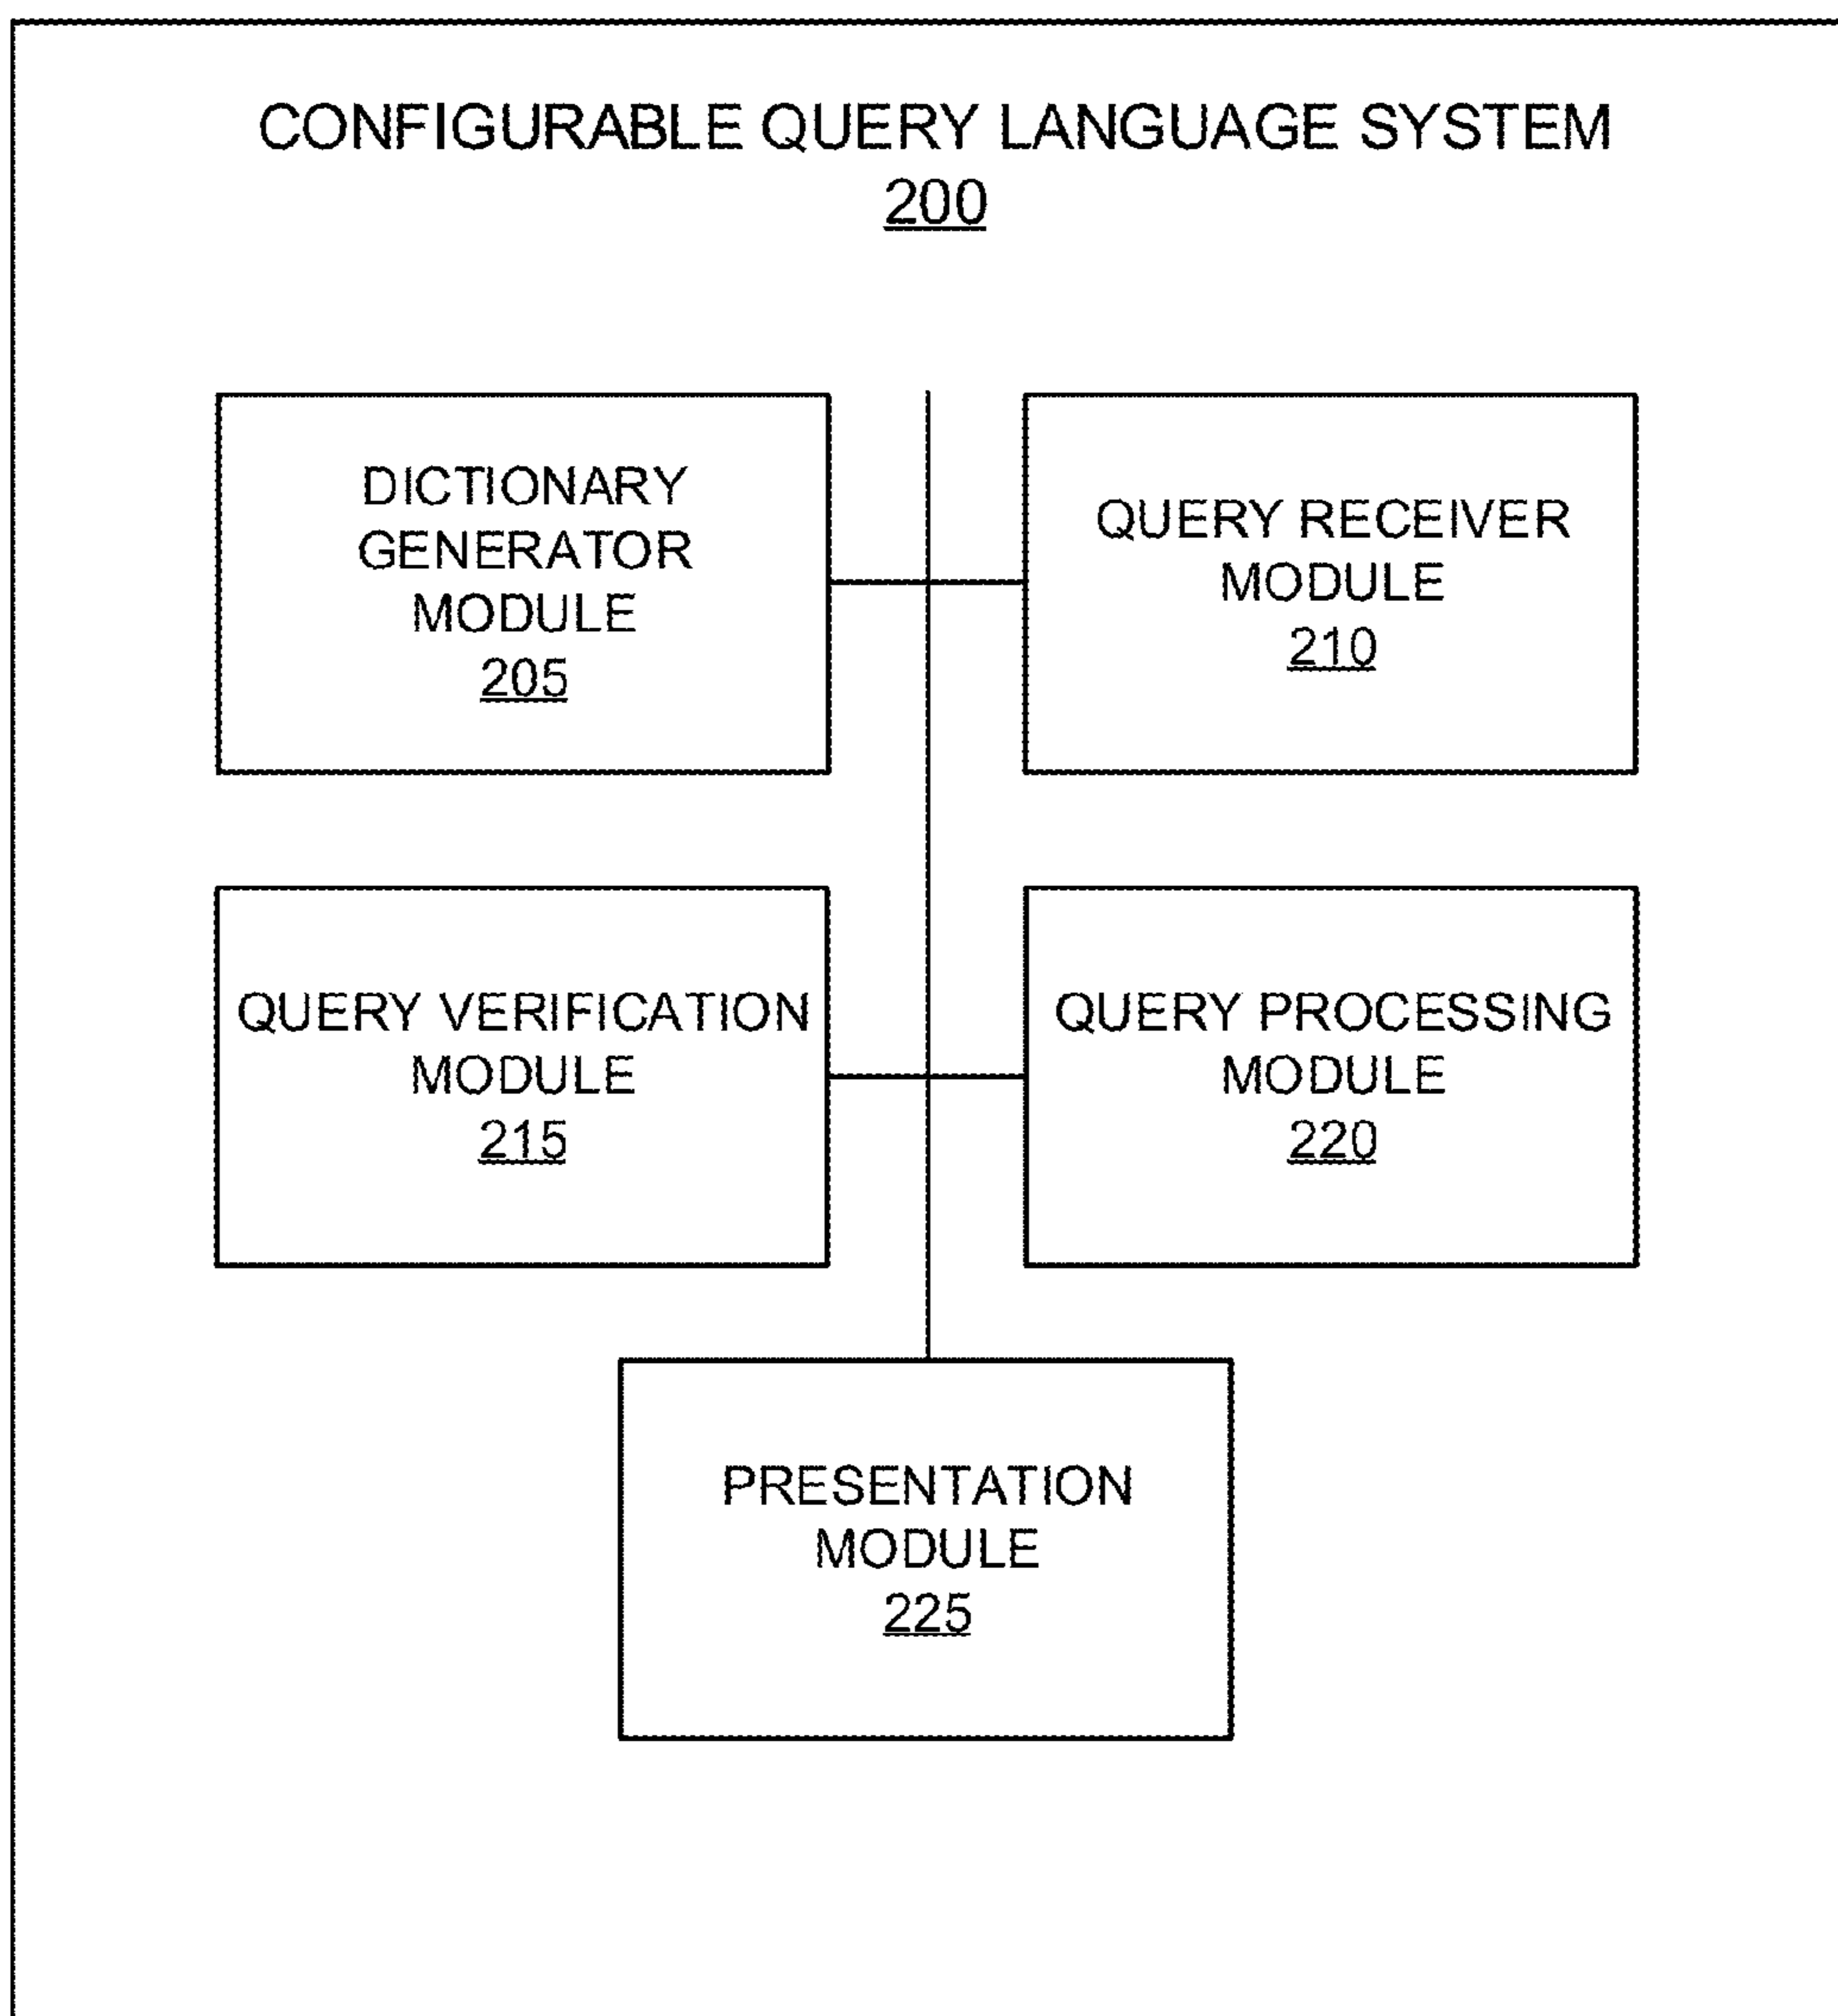 CONFIGURABLE QUERY LANGUAGE SYSTEM
200
DICTIONARY
GENERATOR
MODULE
205
QUERY RECEIVER
MODULE
210
QUERY VERIFICATION
MODULE
215
QUERY PROCESSING
MODULE
220
PRESENTATION
MODULE
225